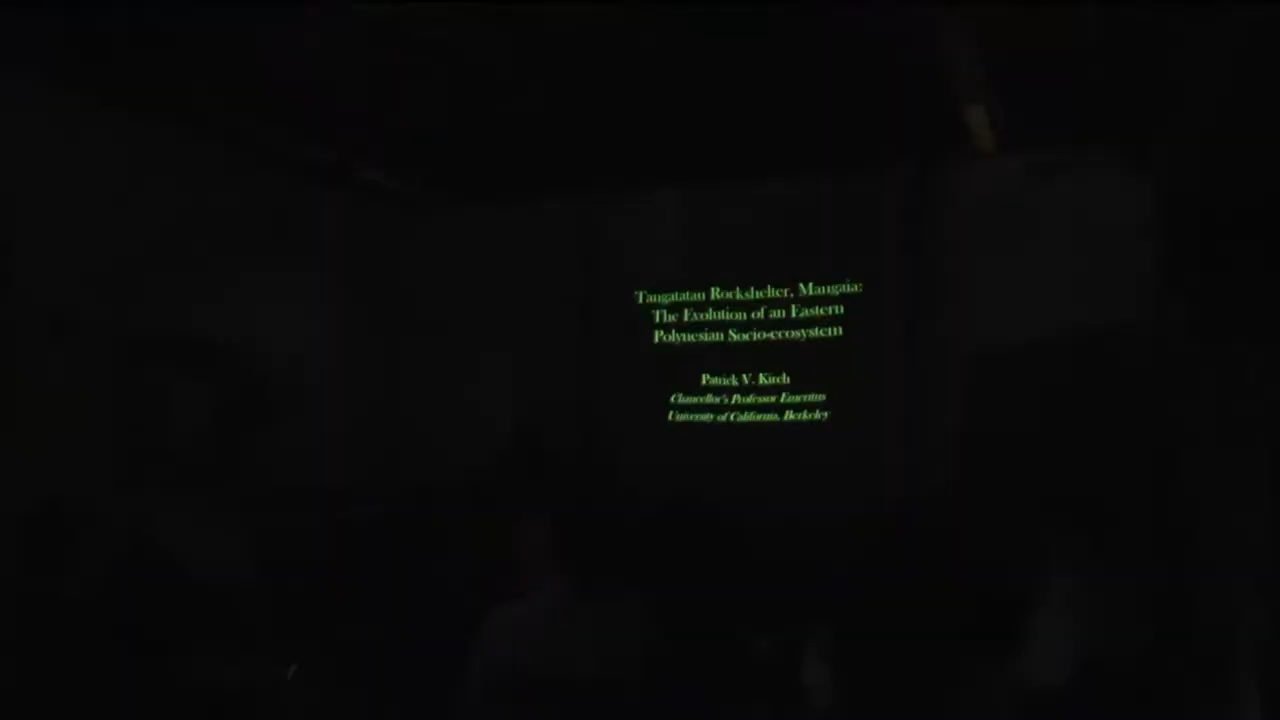 Tangatatau Rockshelter, Mangaia:
The Evolution of an Eastern
Polynesian Socio-ecosystem
Patrick V. Kirch
Chancellor's Professor Emeritus
University of California, Berkeley